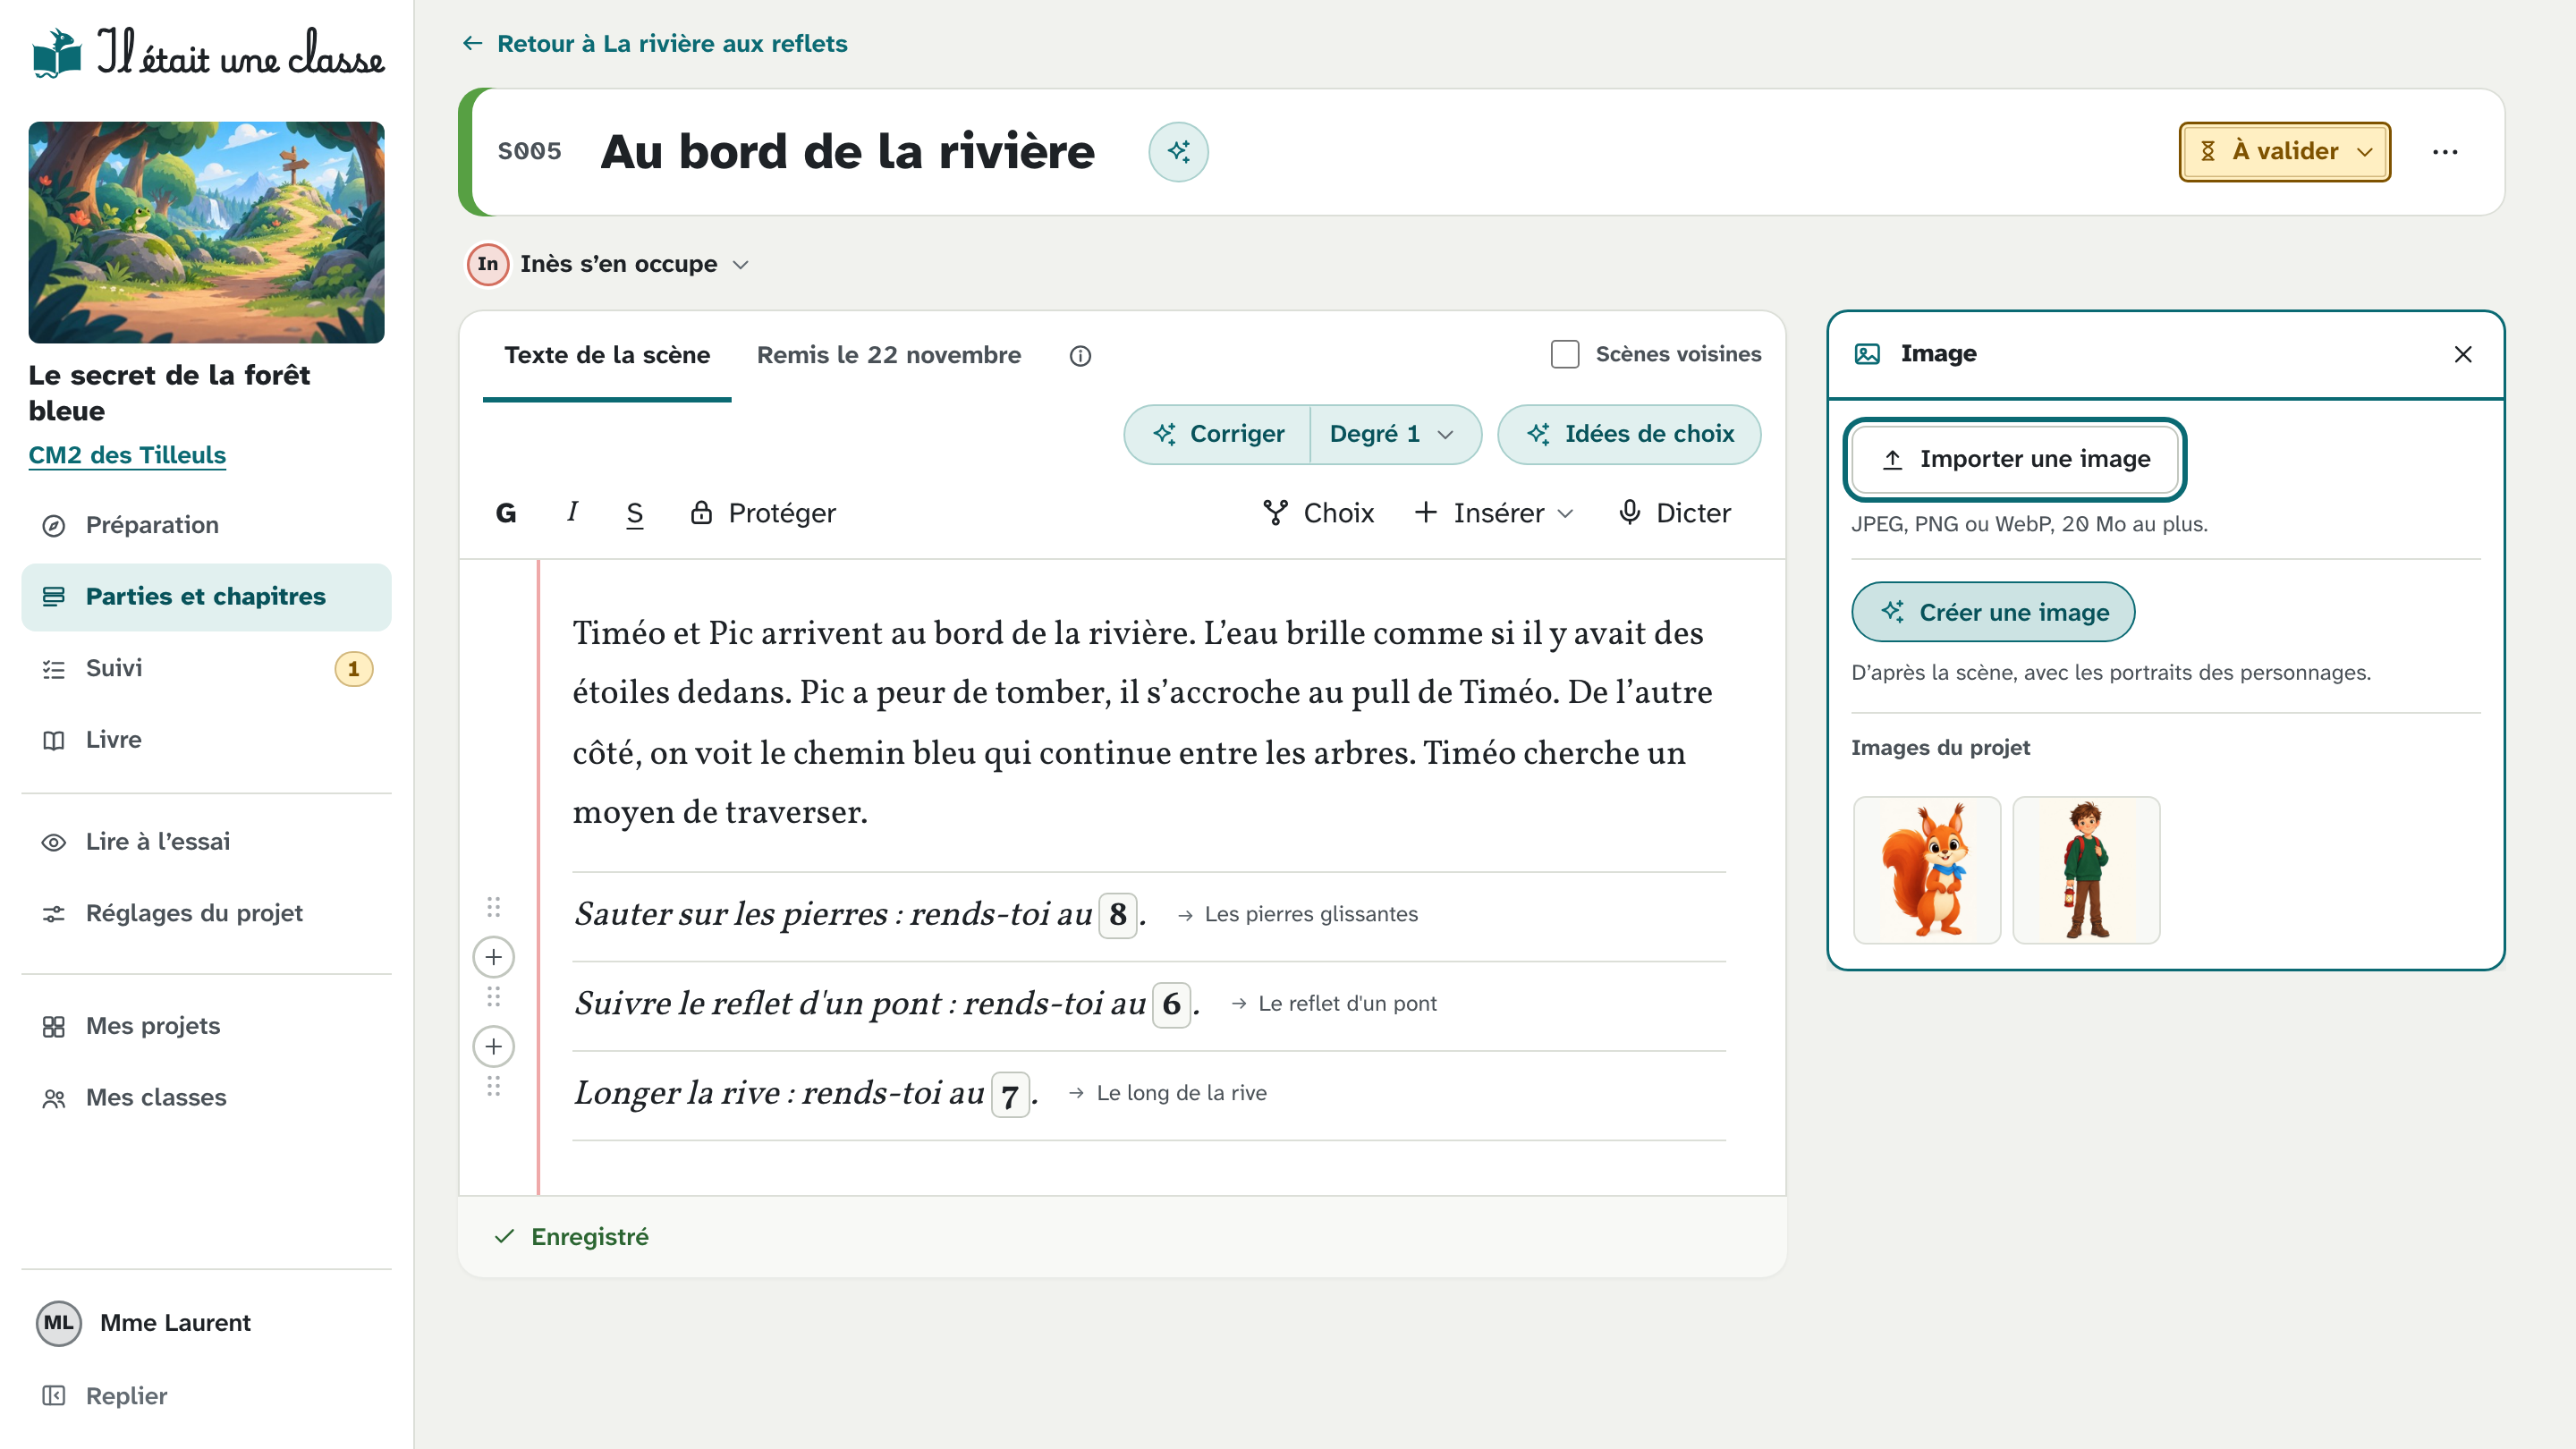 Il était une classe
Le secret de la forêt
bleue
CM2 des Tilleuls
Préparation
Parties et chapitres
Suivi
1
Livre
Lire à l’essai
Réglages du projet
Mes projets
Mes classes
ML
Mme Laurent
Replier
Retour à La rivière aux reflets
S005
Au bord de la rivière
À valider
In
Inès s’en occupe
Texte de la scène
Remis le 22 novembre
Scènes voisines
Corriger
Degré 1
Idées de choix
G
I
S
Protéger
Choix
Insérer
Dicter
Timéo et Pic arrivent au bord de la rivière. L’eau brille comme si il y avait des
étoiles dedans. Pic a peur de tomber, il s’accroche au pull de Timéo. De l’autre
côté, on voit le chemin bleu qui continue entre les arbres. Timéo cherche un
moyen de traverser.
Sauter sur les pierres : rends-toi au 8. → Les pierres glissantes
Suivre le reflet d'un pont : rends-toi au 6. → Le reflet d'un pont
Longer la rive : rends-toi au 7. → Le long de la rive
Enregistré
Image
Importer une image
JPEG, PNG ou WebP, 20 Mo au plus.
Créer une image
D’après la scène, avec les portraits des personnages.
Images du projet